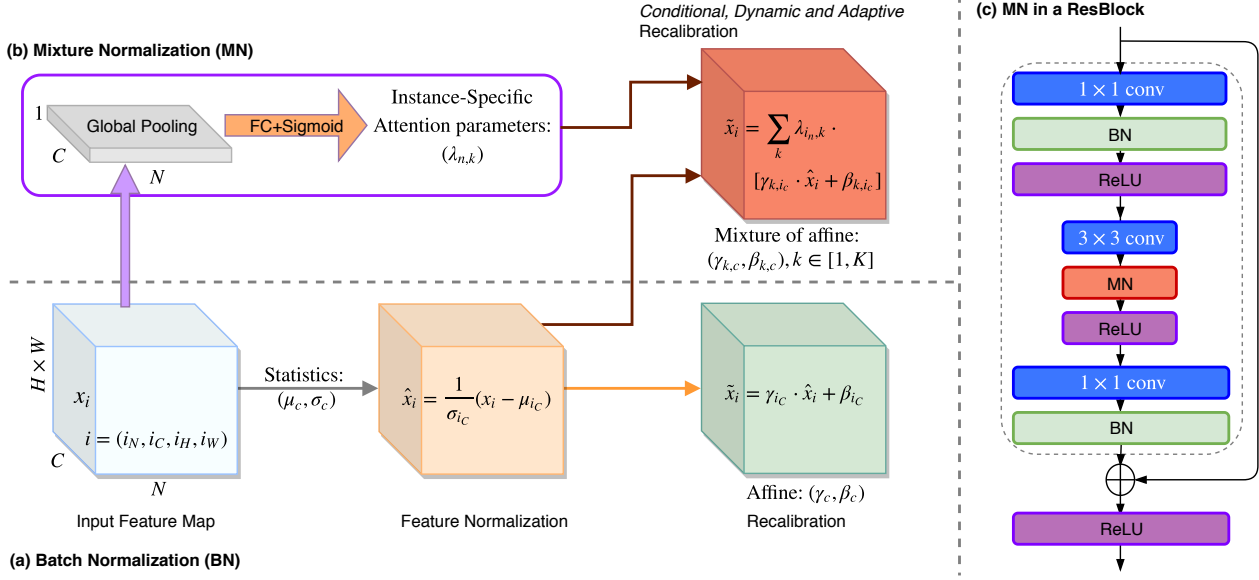 Conditional, Dynamic and Adaptive
Recalibration
(b) Mixture Normalization (MN)
1
C
N
Global Pooling
FC+Sigmoid
Instance-Specific
Attention parameters:
(λ_{n,k})
x̃_i = ∑_k λ_{i_n,k} ·
[γ_{k,i_c} · x̂_i + β_{k,i_c}]
Mixture of affine:
(γ_{k,c}, β_{k,c}), k ∈ [1, K]
H × W
x_i
i = (i_N, i_C, i_H, i_W)
C
N
Input Feature Map
Statistics:
(μ_c, σ_c)
x̂_i = \frac{1}{σ_{i_C}}(x_i − μ_{i_C})
Feature Normalization
x̃_i = γ_{i_C} · x̂_i + β_{i_C}
Affine: (γ_c, β_c)
Recalibration
(a) Batch Normalization (BN)
(c) MN in a ResBlock
1 × 1 conv
BN
ReLU
3 × 3 conv
MN
ReLU
1 × 1 conv
BN
ReLU